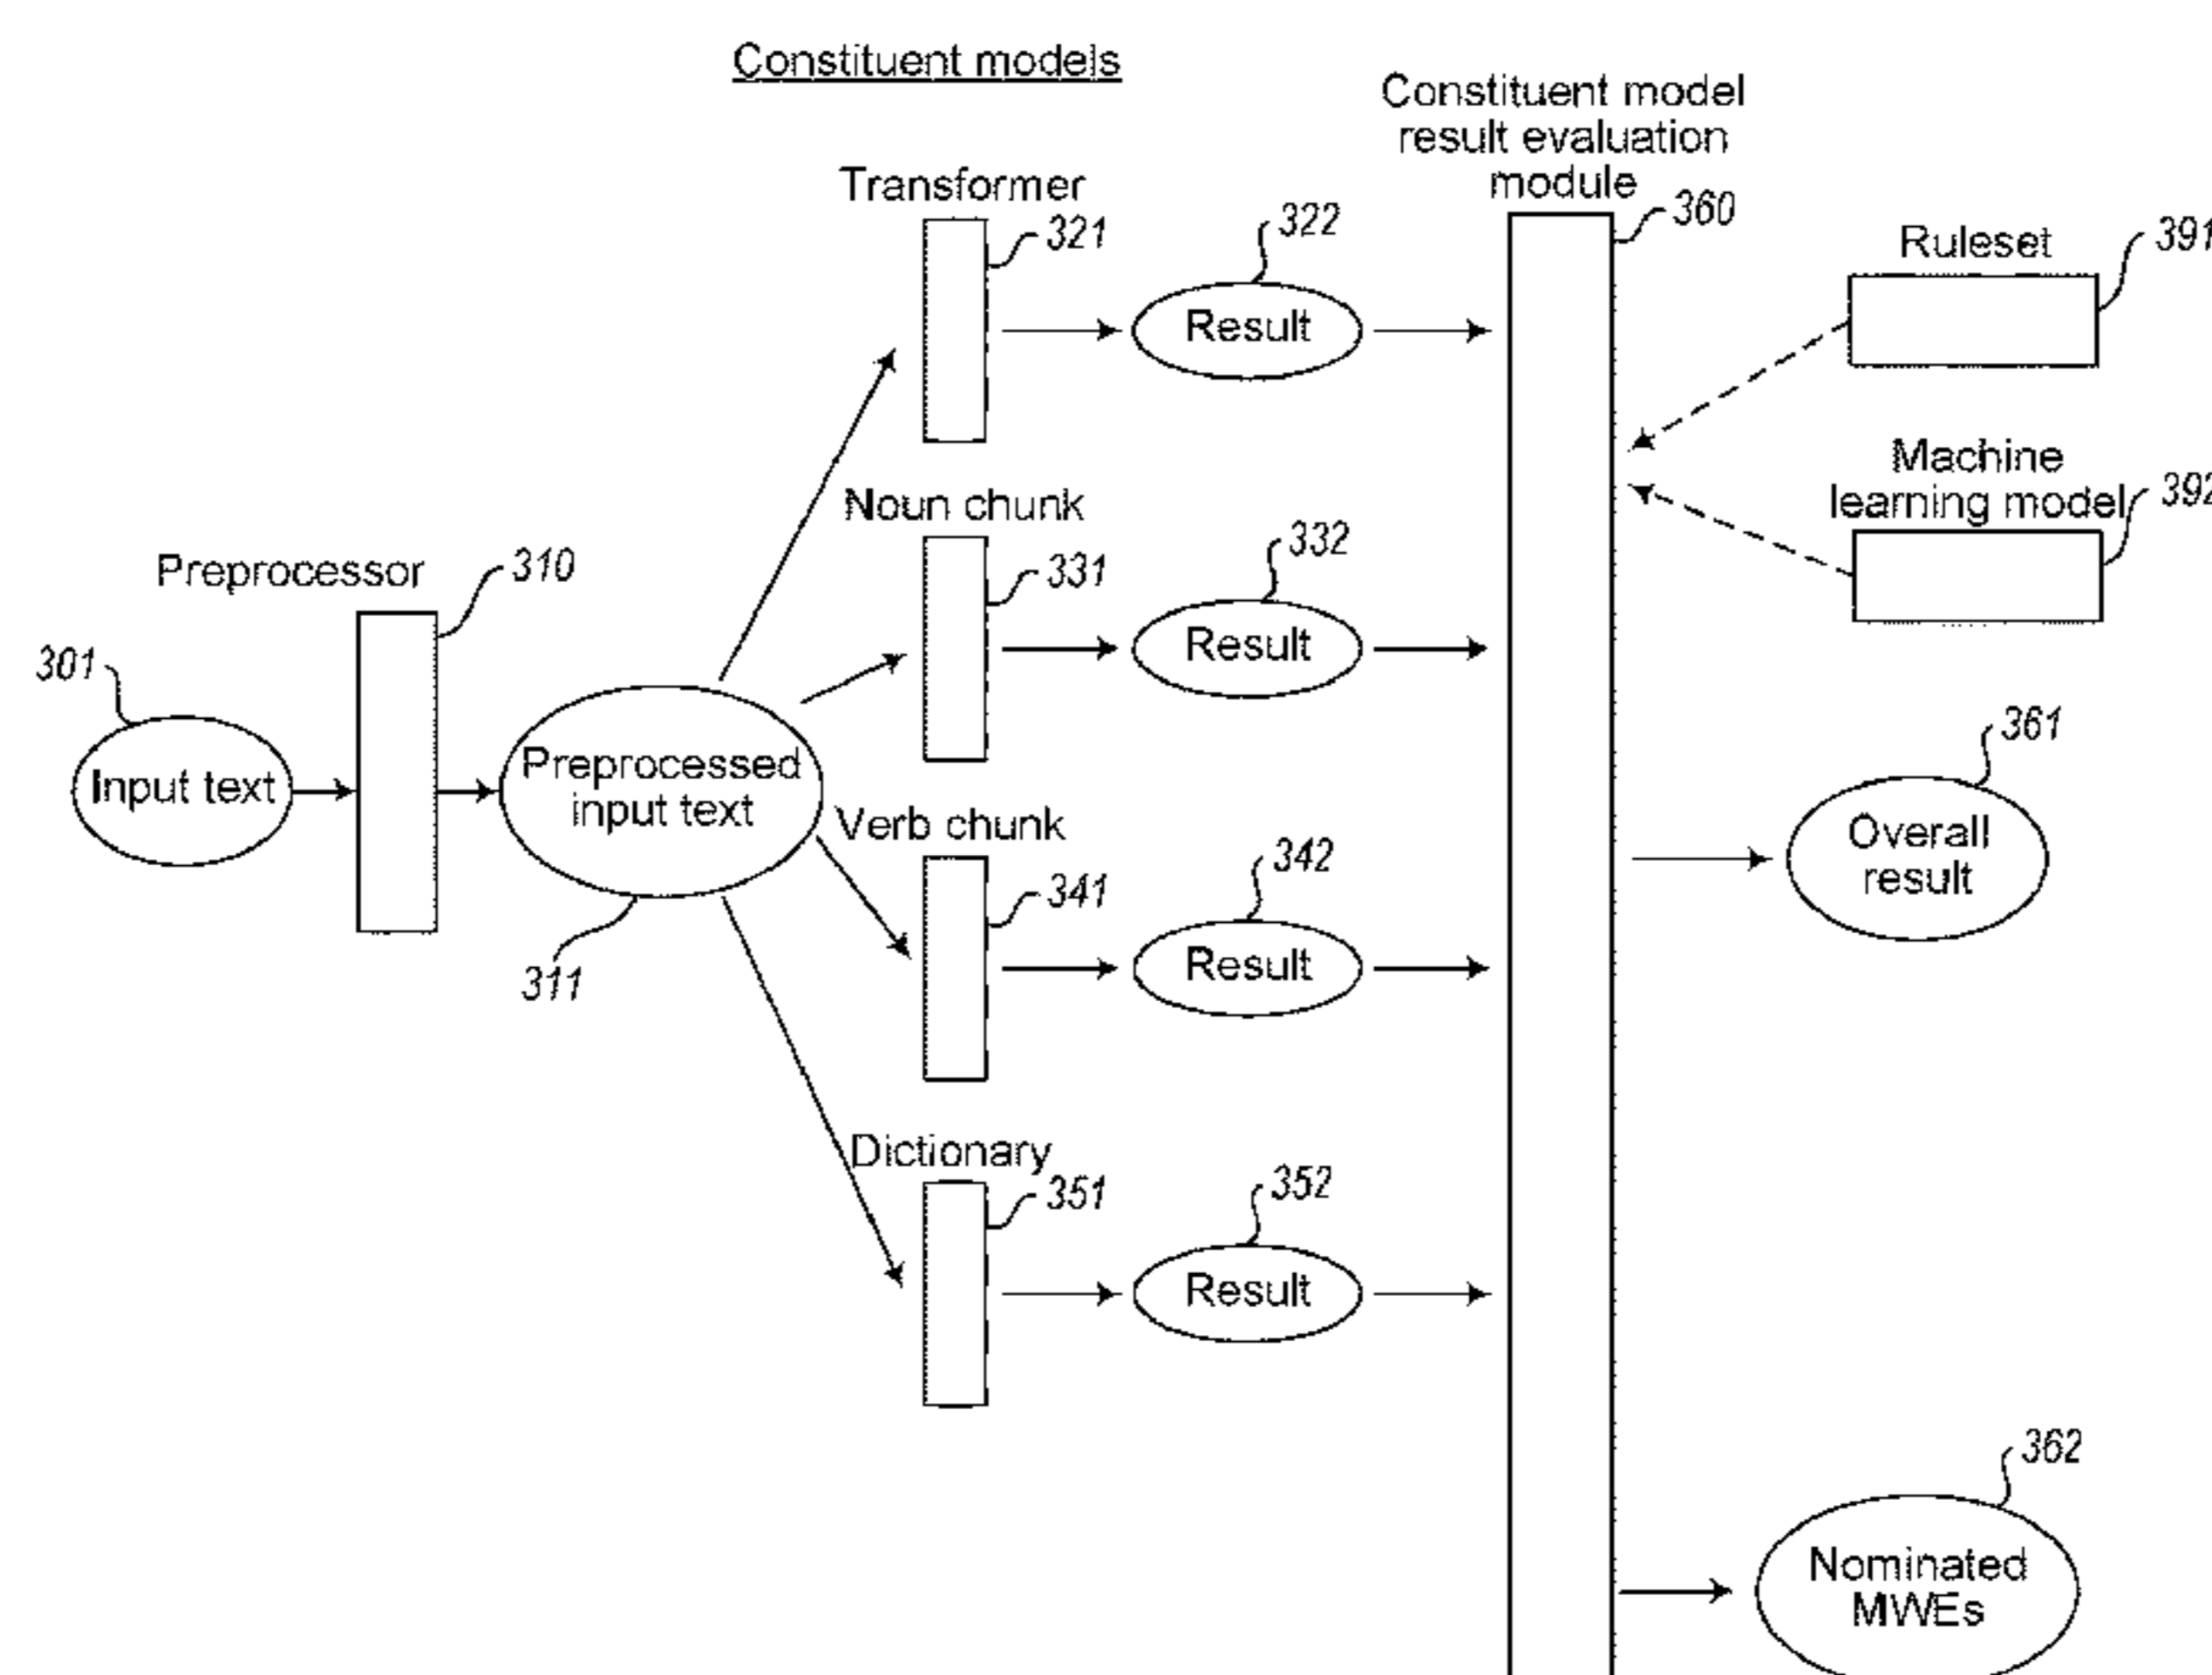 Constituent models
Constituent model
result evaluation
module
360
Transformer
321
322
Result
Ruleset
391
Machine
learning model
392
Noun chunk
331
332
Result
Preprocessor
310
301
Input text
Preprocessed
input text
311
Verb chunk
341
342
Result
361
Overall
result
Dictionary
351
352
Result
362
Nominated
MWEs